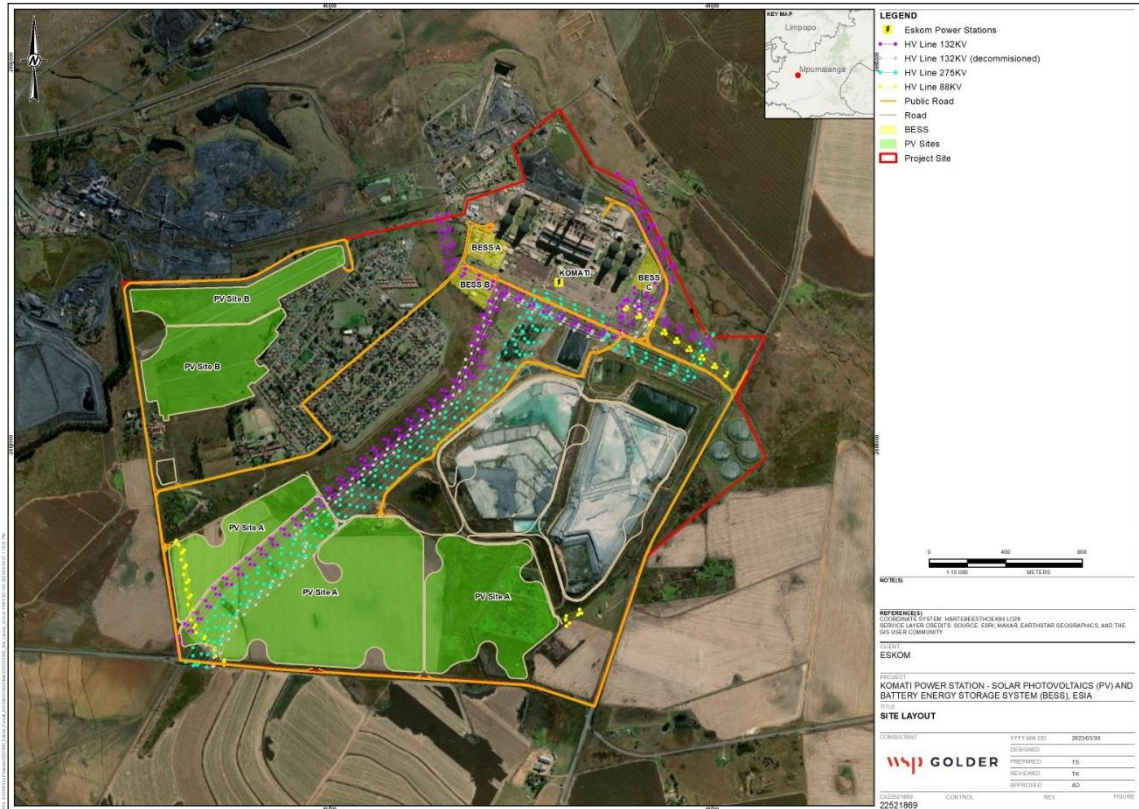 KEY MAP
Limpopo
Mpumalanga
LEGEND
Eskom Power Stations
HV Line 132KV
HV Line 132KV (decommisioned)
HV Line 275KV
HV Line 88KV
Public Road
Road
BESS
PV Sites
Project Site
BESS A
BESS B
KOMATI
BESS
C
PV Site B
PV Site B
PV Site A
PV Site A
PV Site A
0 400 800
1:15 000 METERS
NOTE(S)
REFERENCE(S)
COORDINATE SYSTEM: HARTEBEESTHOEK94 LO29
SERVICE LAYER CREDITS: SOURCE: ESRI, MAXAR, EARTHSTAR GEOGRAPHICS, AND THE
GIS USER COMMUNITY
CLIENT
ESKOM
PROJECT
KOMATI POWER STATION - SOLAR PHOTOVOLTAICS (PV) AND
BATTERY ENERGY STORAGE SYSTEM (BESS), ESIA
TITLE
SITE LAYOUT
CONSULTANT
wsp GOLDER
YYYY-MM-DD 2023/03/30
DESIGNED
PREPARED TS
REVIEWED TK
APPROVED AD
CONTROL REV FIGURE
22521869